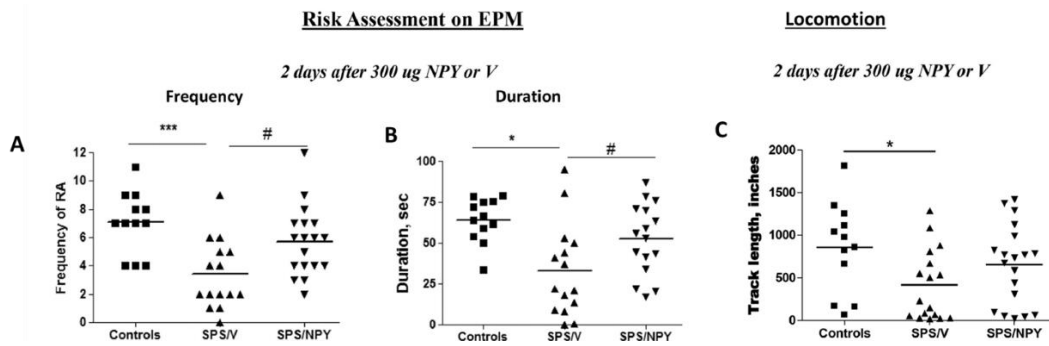 Risk Assessment on EPM
Locomotion
2 days after 300 ug NPY or V
2 days after 300 ug NPY or V
Frequency
Duration
A
***
#
Frequency of RA
12
10
8
6
4
2
0
Controls
SPS/V
SPS/NPY
B
*
#
Duration, sec
100
75
50
25
0
Controls
SPS/V
SPS/NPY
C
*
Track length, inches
2000
1500
1000
500
0
Controls
SPS/V
SPS/NPY